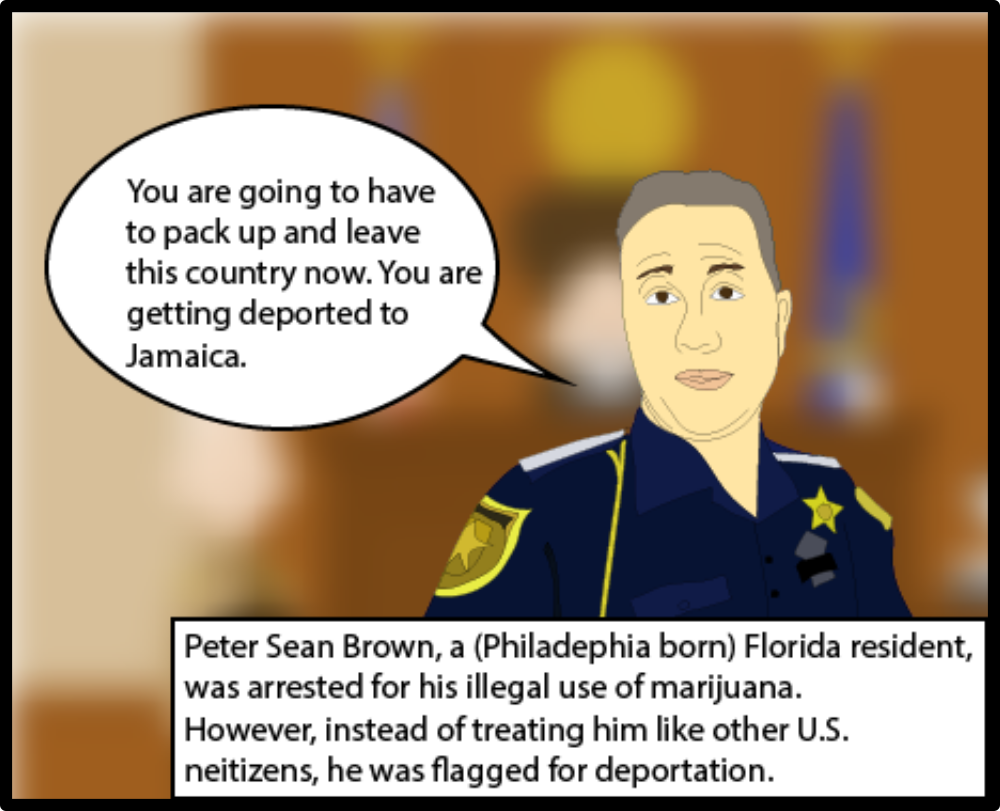 You are going to have
to pack up and leave
this country now. You are
getting deported to
Jamaica.
Peter Sean Brown, a (Philadephia born) Florida resident,
was arrested for his illegal use of marijuana.
However, instead of treating him like other U.S.
neitizens, he was flagged for deportation.